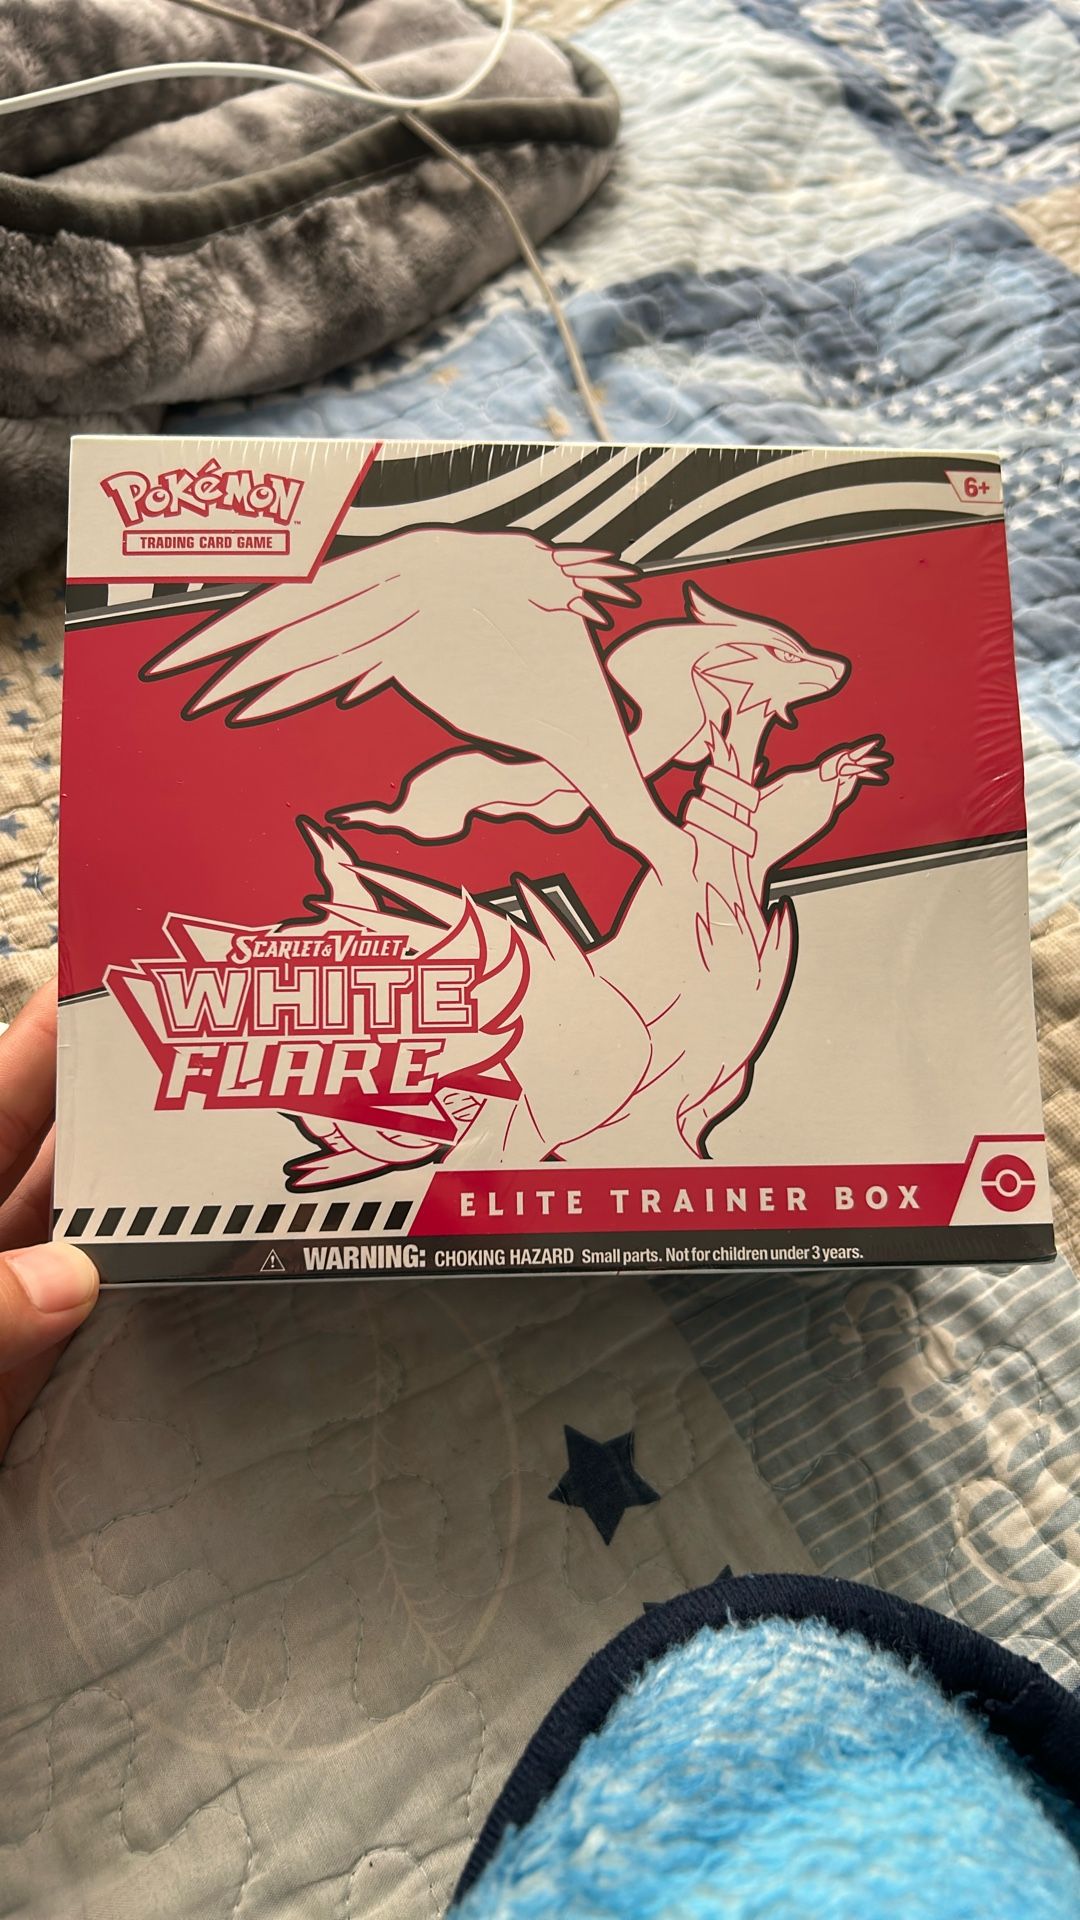 POKéMON™
TRADING CARD GAME
6+
SCARLET & VIOLET
WHITE
FLARE
ELITE TRAINER BOX
⚠ WARNING: CHOKING HAZARD Small parts. Not for children under 3 years.